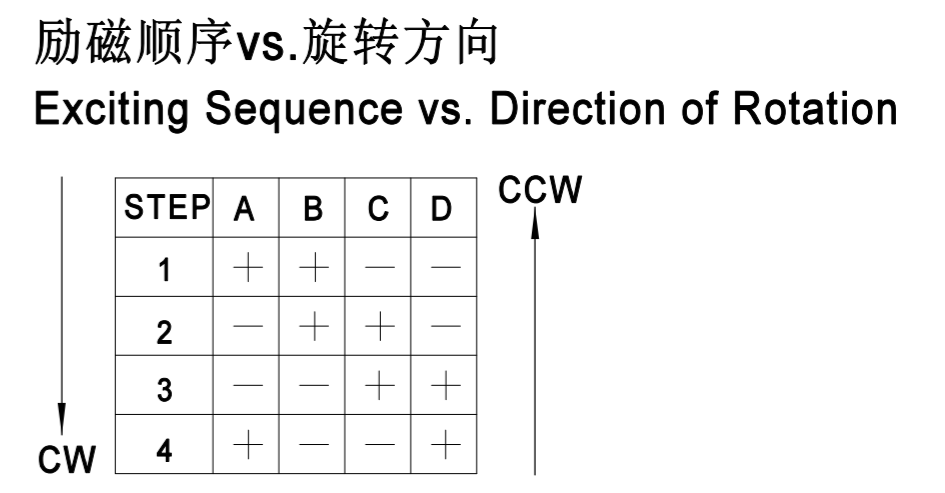 励磁顺序vs.旋转方向
Exciting Sequence vs. Direction of Rotation
STEP A B C D
1 + + — —
2 — + + —
3 — — + +
4 + — — +
CCW
CW